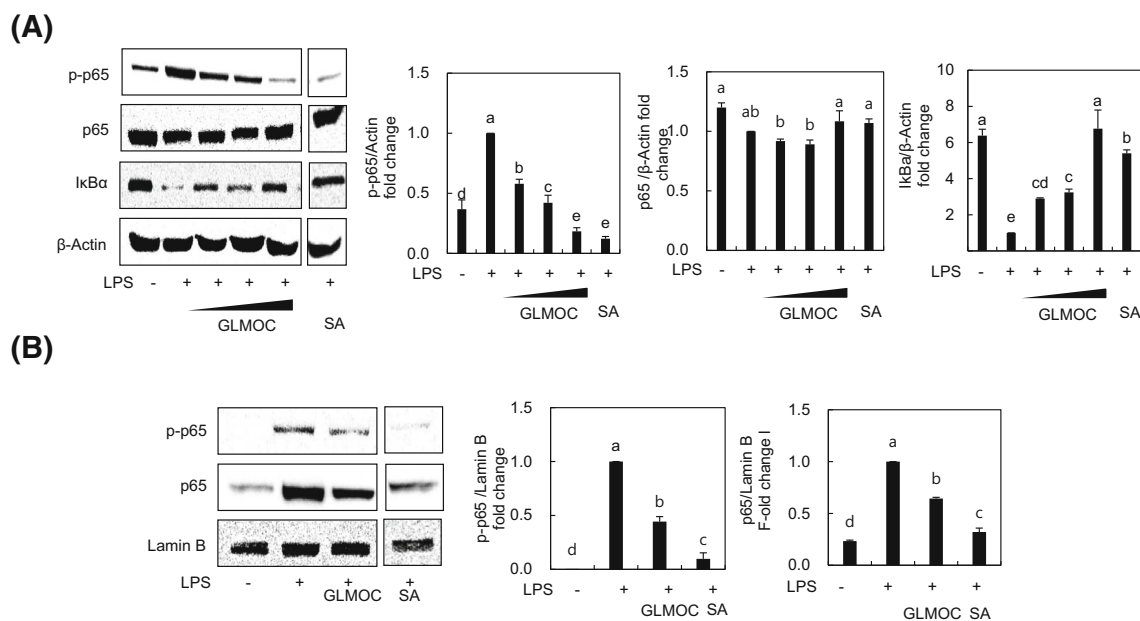 (A)
p-p65
p65
IκBα
β-Actin
LPS - + + + + +
GLMOC SA
p-p65/Actin
fold change
1.5
1.0
0.5
0.0
d a b c e e
- + + + + +
GLMOC SA
p65 /β-Actin fold
change
1.5
1.0
0.5
0.0
a ab b b a a
LPS - + + + + +
GLMOC SA
IκBa/β-Actin
fold change
10
8
6
4
2
a e cd c a b
- + + + + +
GLMOC SA
(B)
p-p65
p65
Lamin B
LPS - + + +
GLMOC SA
p-p65 /Lamin B
fold change
1.5
1.0
0.5
0.0
d a b c
LPS - + + +
GLMOC SA
p65/Lamin B
F-old change l
1.5
1.0
0.5
0.0
d a b c
LPS - + + +
GLMOC SA